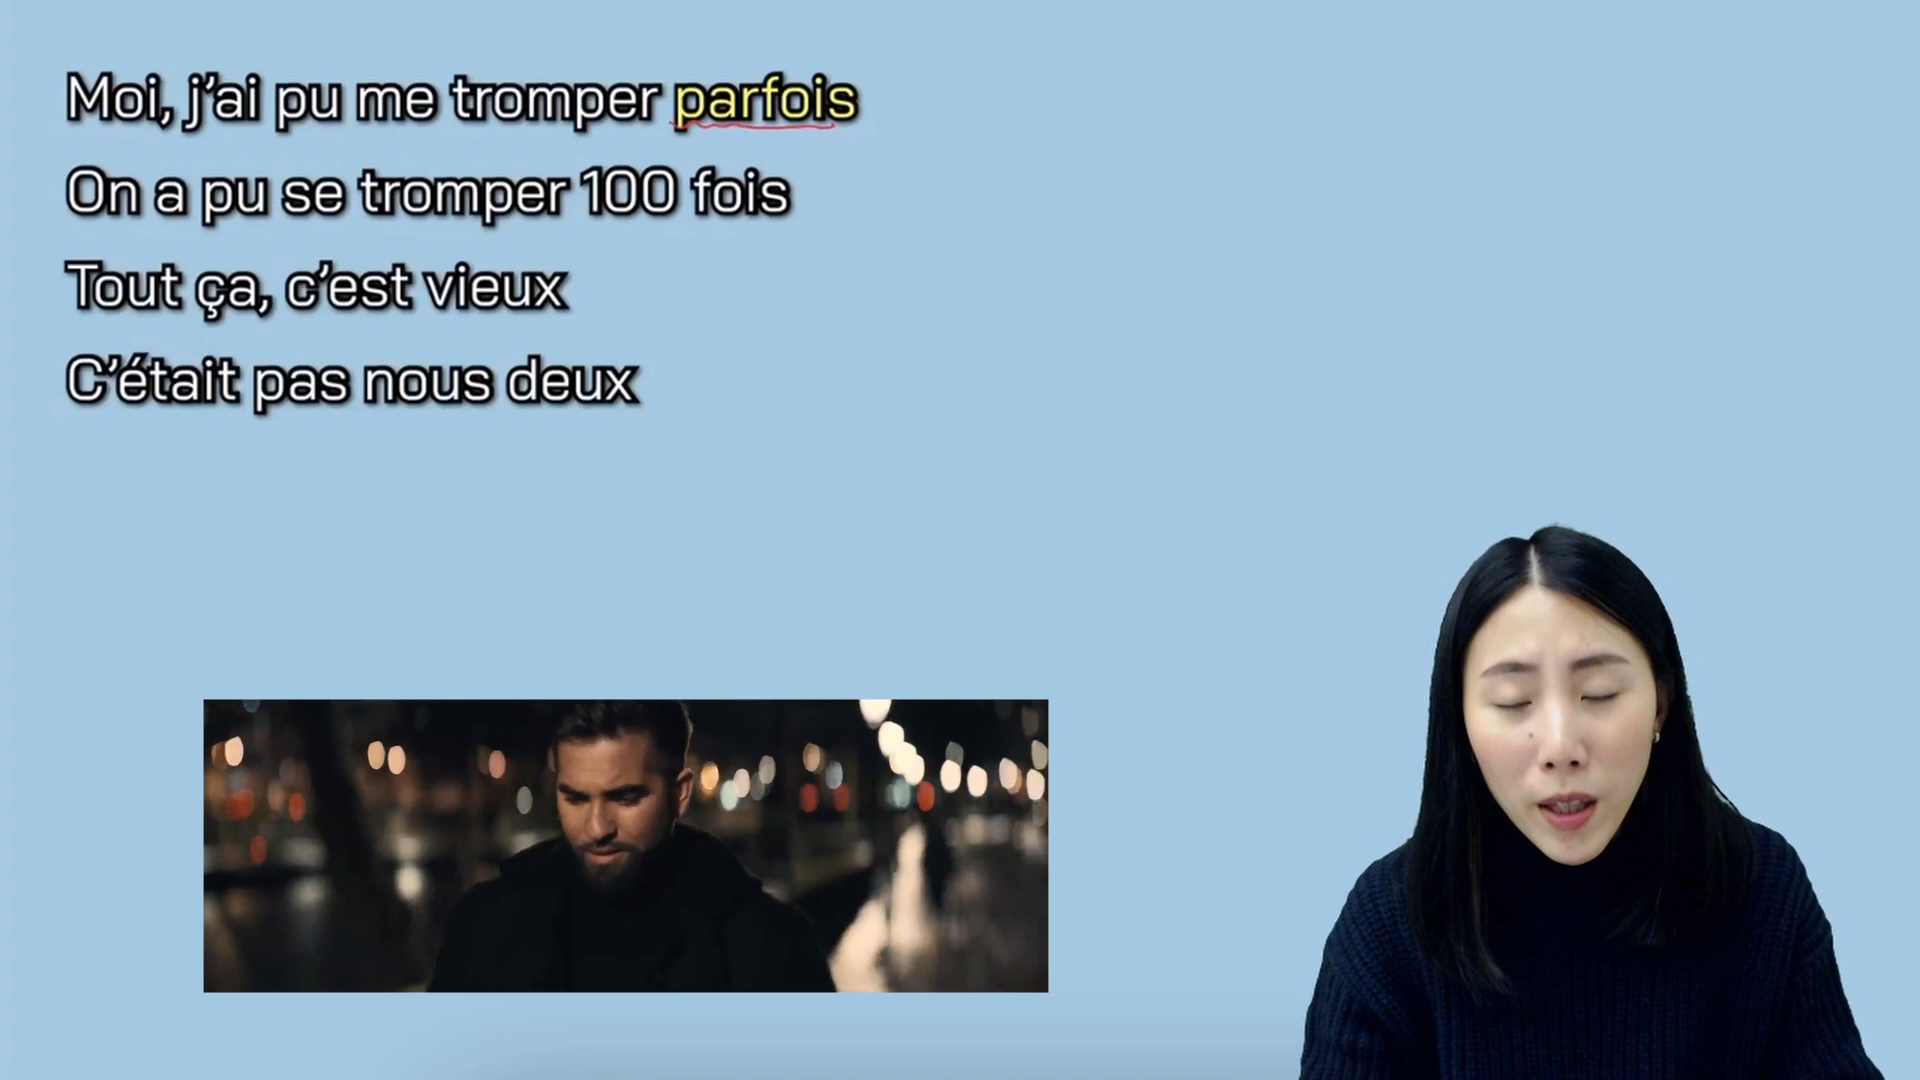 Moi, j'ai pu me tromper parfois
On a pu se tromper 100 fois
Tout ça, c'est vieux
C'était pas nous deux